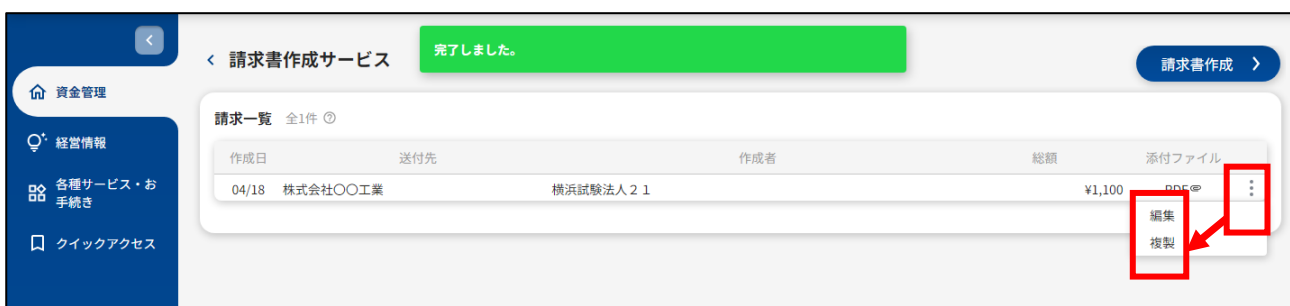 完了しました。
請求書作成サービス
請求書作成
資金管理
経営情報
各種サービス・お
手続き
クイックアクセス
請求一覧 全1件
作成日 送付先 作成者 総額 添付ファイル
04/18 株式会社〇〇工業 横浜試験法人21 ¥1,100 PDF
編集
複製